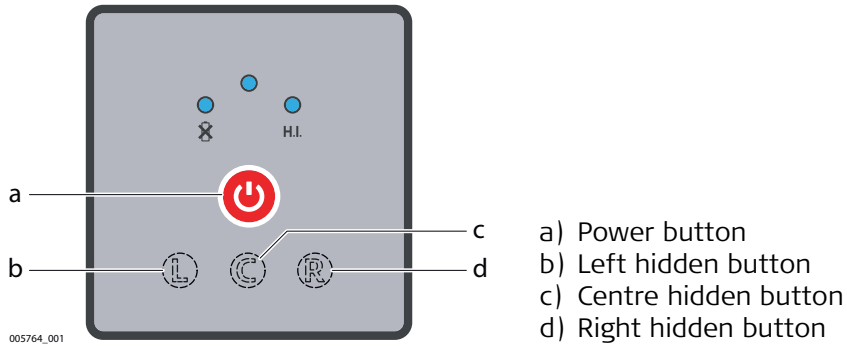 H.I.
a
c
a) Power button
b
L
C
R
d
b) Left hidden button
c) Centre hidden button
d) Right hidden button
005764_001